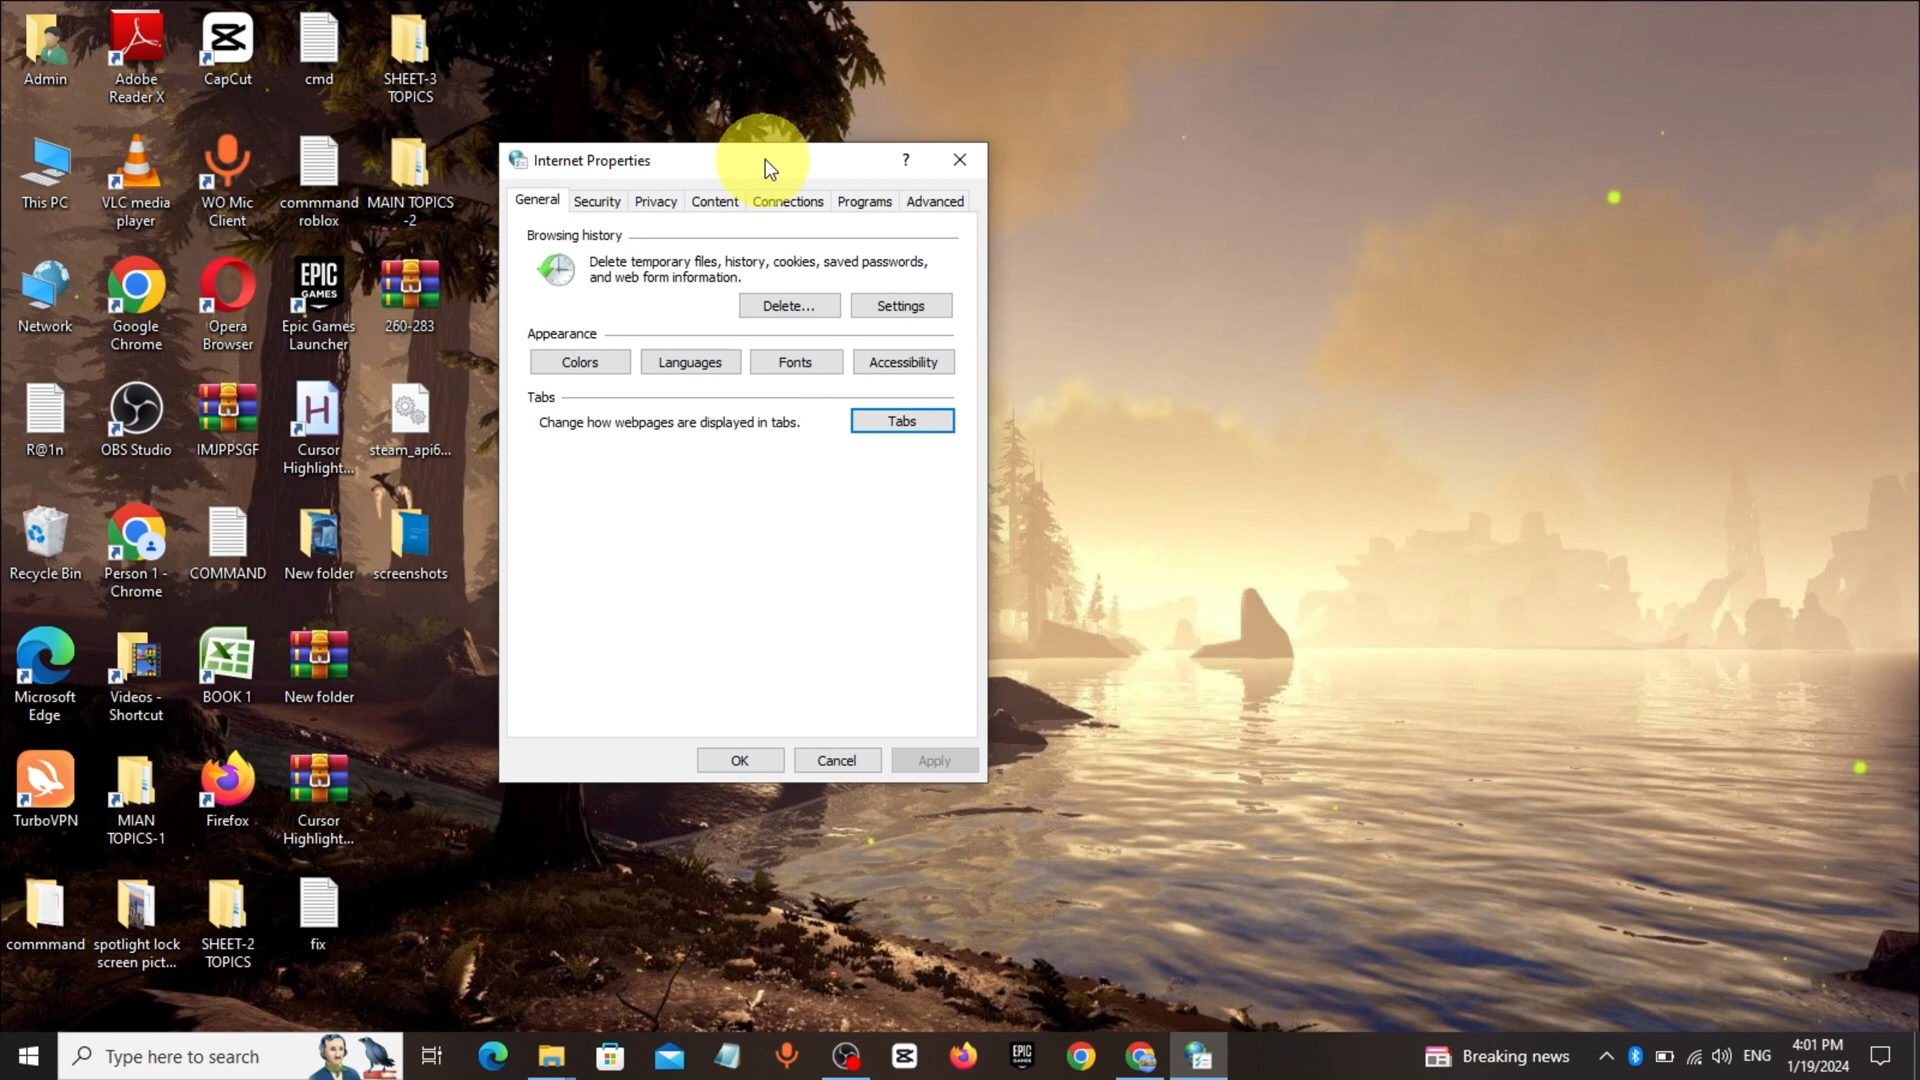 Admin
Adobe
Reader X
CapCut
cmd
SHEET-3
TOPICS
This PC
VLC media
player
WO Mic
Client
commmand
roblox
MAIN TOPICS
-2
Network
Google
Chrome
Opera
Browser
EPIC
GAMES
Epic Games
Launcher
260-283
R@1n
OBS Studio
IMJPPSGF
H
Cursor
Highlight...
steam_api6...
Recycle Bin
Person 1 -
Chrome
COMMAND
New folder
screenshots
Microsoft
Edge
Videos -
Shortcut
BOOK 1
New folder
TurboVPN
MIAN
TOPICS-1
Firefox
Cursor
Highlight...
commmand
spotlight lock
screen pict...
SHEET-2
TOPICS
fix
Internet Properties
?
General
Security
Privacy
Content
Connections
Programs
Advanced
Browsing history
Delete temporary files, history, cookies, saved passwords,
and web form information.
Delete...
Settings
Appearance
Colors
Languages
Fonts
Accessibility
Tabs
Change how webpages are displayed in tabs.
Tabs
OK
Cancel
Apply
Type here to search
EPIC
Breaking news
ENG
4:01 PM
1/19/2024